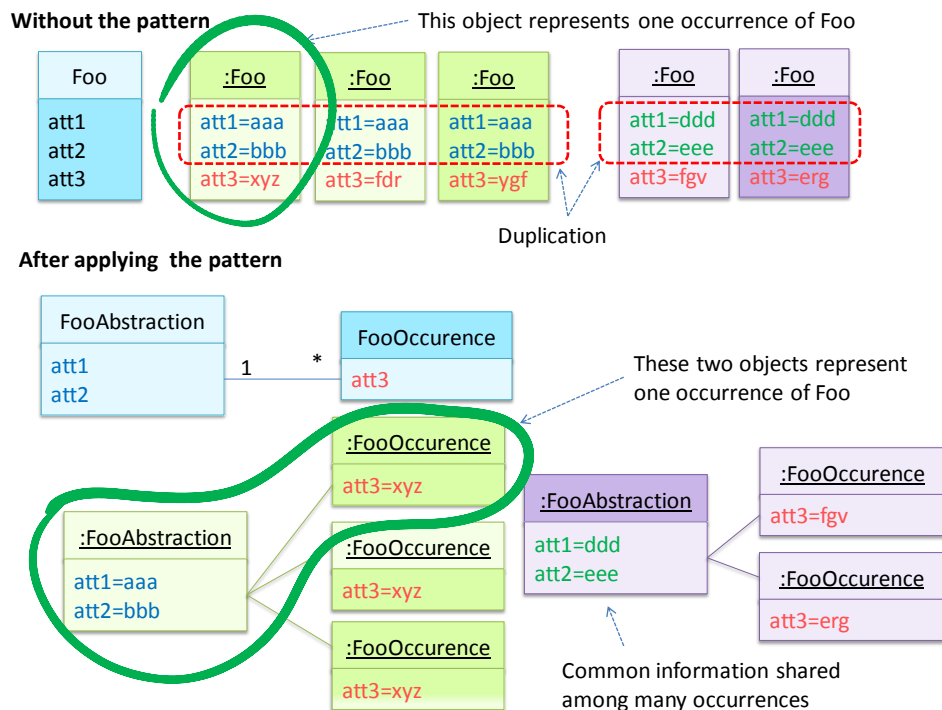 Without the pattern
This object represents one occurrence of Foo
Foo
att1
att2
att3
:Foo
att1=aaa
att2=bbb
att3=xyz
:Foo
tt1=aaa
att2=bbb
att3=fdr
:Foo
att1=aaa
att2=bbb
att3=ygf
:Foo
att1=ddd
att2=eee
att3=fgv
:Foo
att1=ddd
att2=eee
att3=erg
Duplication
After applying the pattern
FooAbstraction
att1
att2
1
*
FooOccurence
att3
These two objects represent
one occurrence of Foo
:FooOccurence
att3=xyz
:FooAbstraction
att1=aaa
att2=bbb
:FooOccurence
att3=xyz
:FooOccurence
att3=xyz
:FooAbstraction
att1=ddd
att2=eee
:FooOccurence
att3=fgv
:FooOccurence
att3=erg
Common information shared
among many occurrences